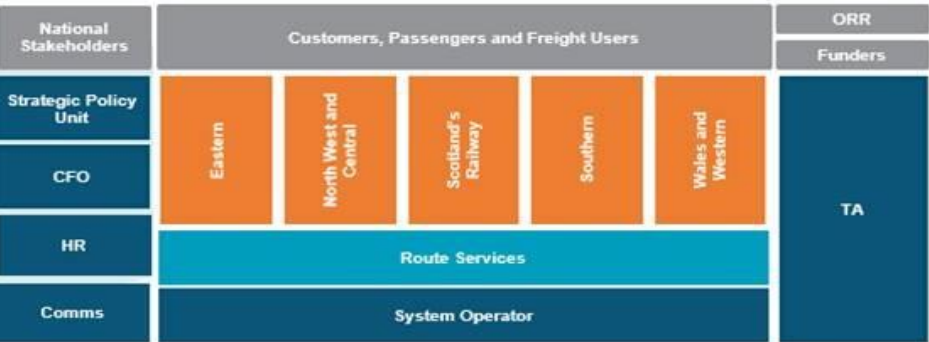 National
Stakeholders
Customers, Passengers and Freight Users
ORR
Funders
Strategic Policy
Unit
CFO
HR
Comms
Eastern
North West and
Central
Scotland's
Railway
Southern
Wales and
Western
Route Services
System Operator
TA